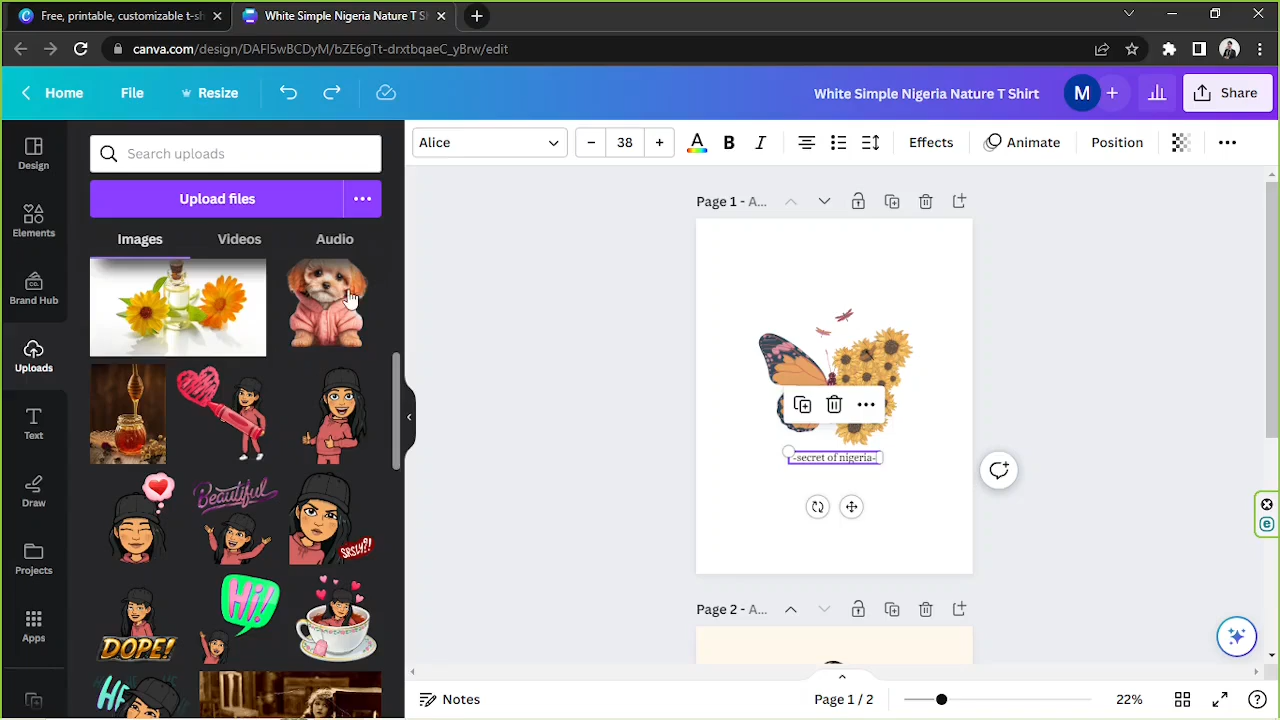 Free, printable, customizable t-sh
White Simple Nigeria Nature T S
canva.com/design/DAFI5wBCDyM/bZE6gTt-drxtbqaeC_yBrw/edit
Home
File
Resize
White Simple Nigeria Nature T Shirt
M
Share
Design
Elements
Brand Hub
Uploads
Text
Draw
Projects
Apps
Search uploads
Upload files
Images
Videos
Audio
Beautiful
SRSLY?!
DOPE!
Hi!
HE
Alice
38
A
B
I
Effects
Animate
Position
Page 1 - A...
-secret of nigeria-
Page 2 - A...
Notes
Page 1 / 2
22%